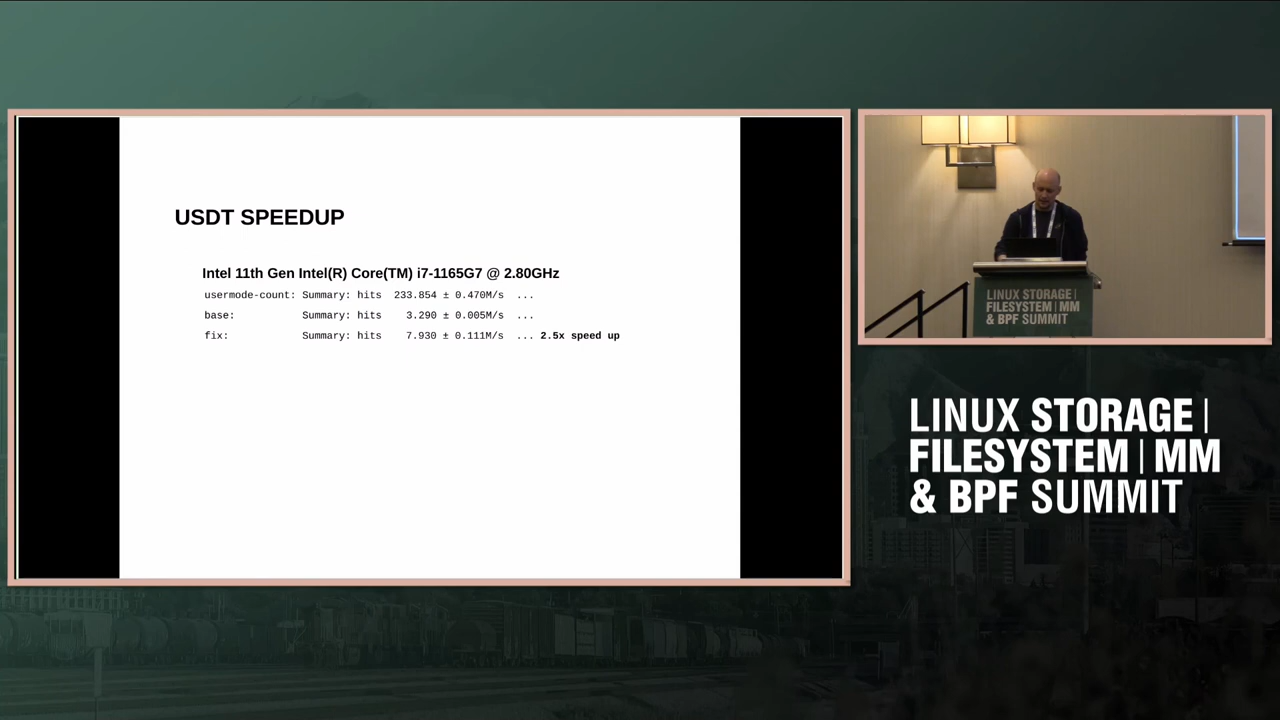 USDT SPEEDUP
Intel 11th Gen Intel(R) Core(TM) i7-1165G7 @ 2.80GHz
usermode-count: Summary: hits 233.854 ± 0.470M/s ...
base: Summary: hits 3.290 ± 0.005M/s ...
fix: Summary: hits 7.930 ± 0.111M/s ... 2.5x speed up
LINUX STORAGE |
FILESYSTEM | MM
& BPF SUMMIT
LINUX STORAGE |
FILESYSTEM | MM
& BPF SUMMIT